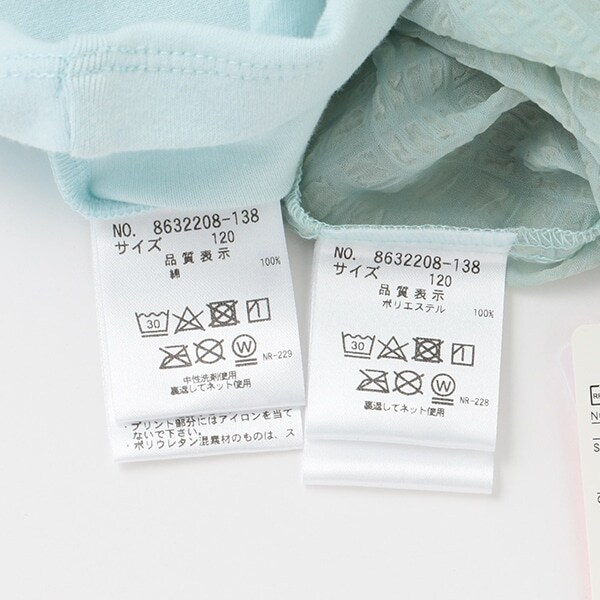 NO. 8632208-138
サイズ 120
品質表示
綿 100%
30
W
NR-229
中性洗剤使用
裏返してネット使用
・プリント部分にはアイロンを当て
ないで下さい。
・ポリウレタン混素材のものは、ス
NO. 8632208-138
サイズ 120
品質表示
ポリエステル 100%
30
W
NR-228
裏返してネット使用